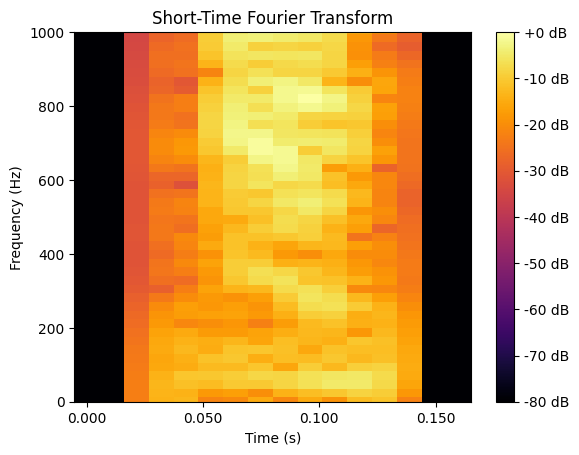 Short-Time Fourier Transform
Frequency (Hz)
1000
800
600
400
200
0
0.000
0.050
0.100
0.150
Time (s)
+0 dB
-10 dB
-20 dB
-30 dB
-40 dB
-50 dB
-60 dB
-70 dB
-80 dB